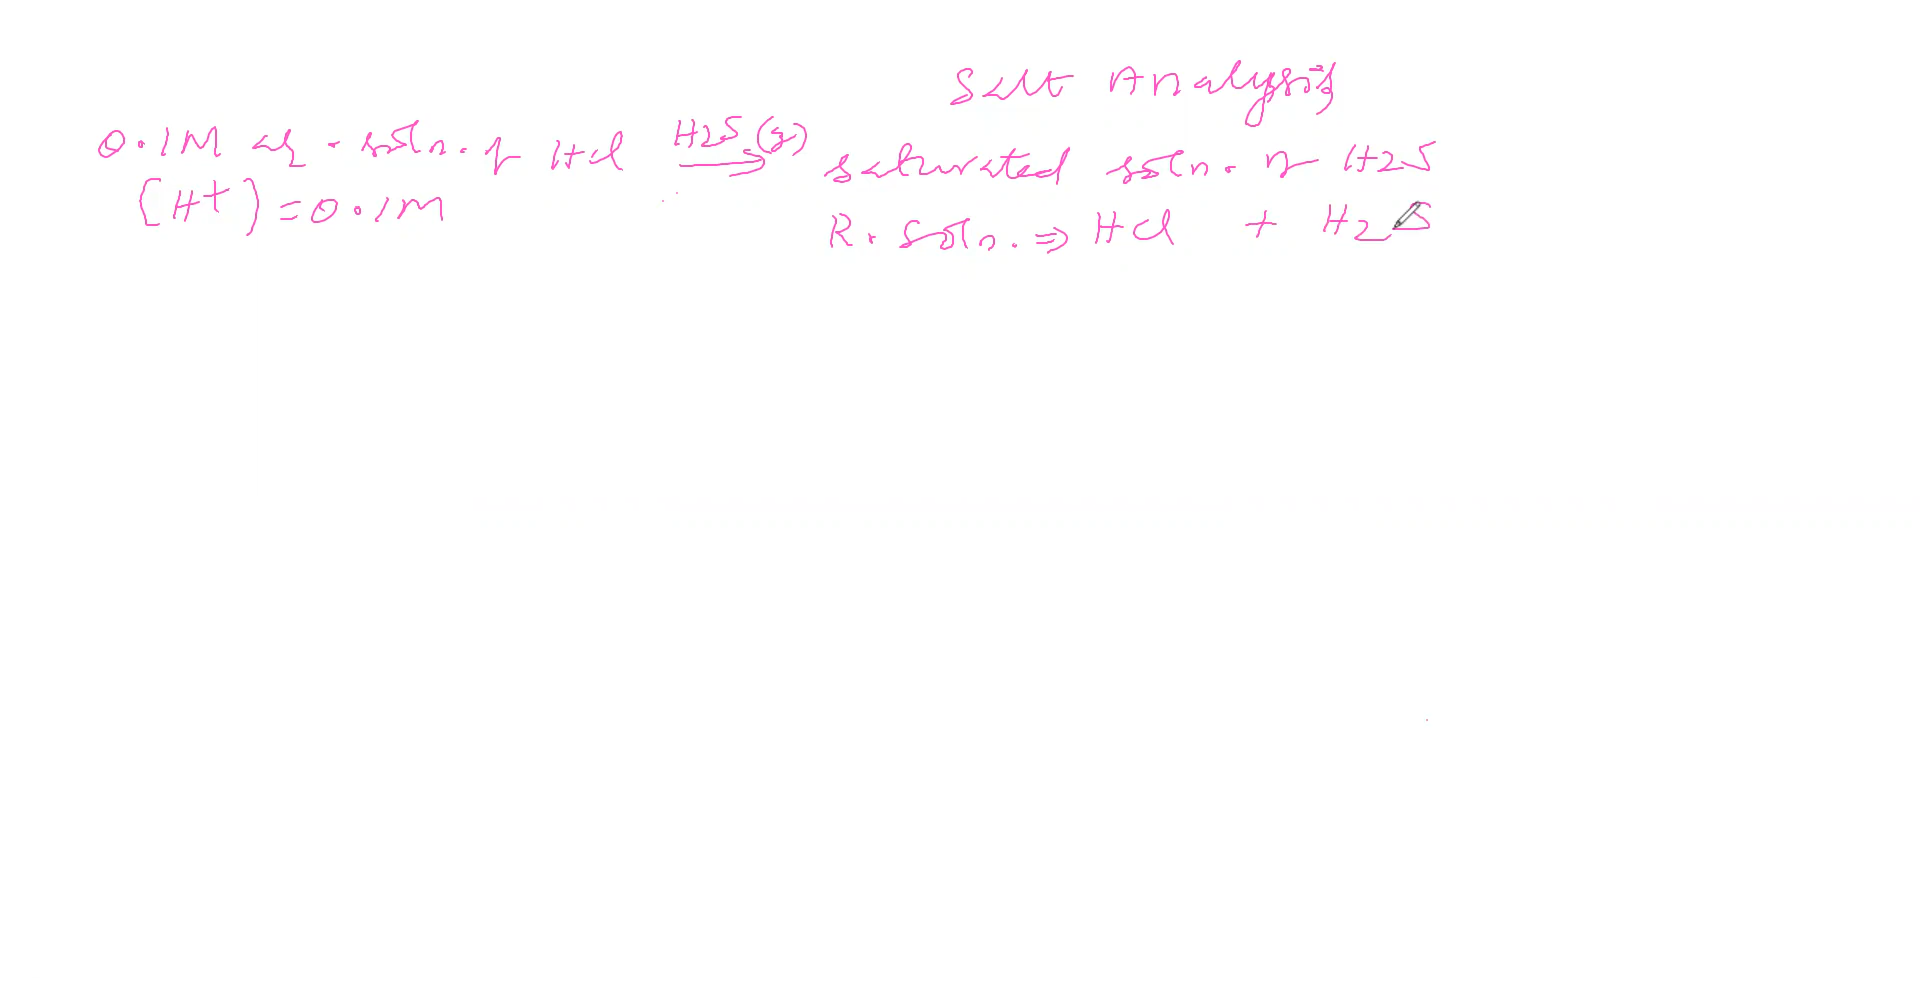 Salt Analysis
0.1M aq. soln. of HCl H2S(g) saturated soln. of H2S
[H+] = 0.1M
R. soln. ⇒ HCl + H2S